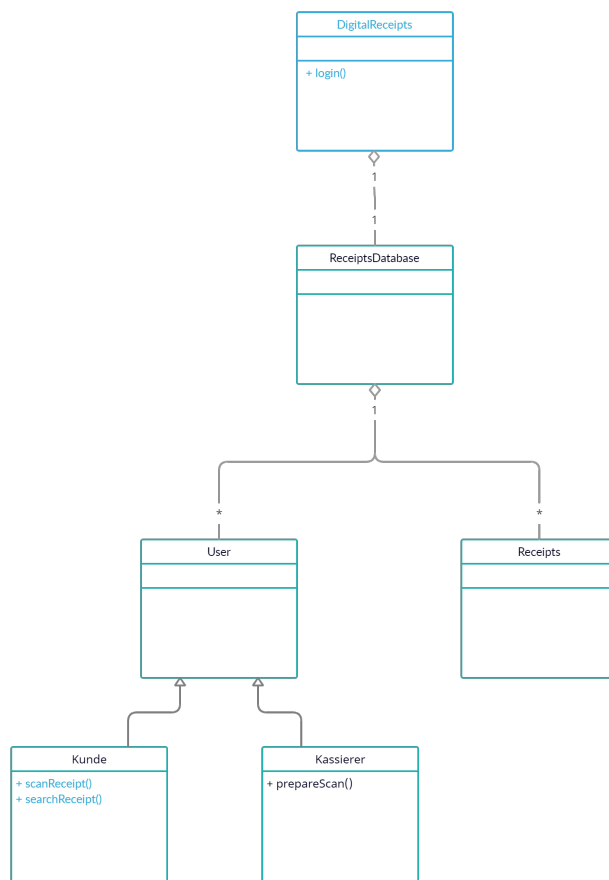 DigitalReceipts
+ login()
1
1
ReceiptsDatabase
1
*
*
User
Receipts
Kunde
Kassierer
+ scanReceipt()
+ prepareScan()
+ searchReceipt()